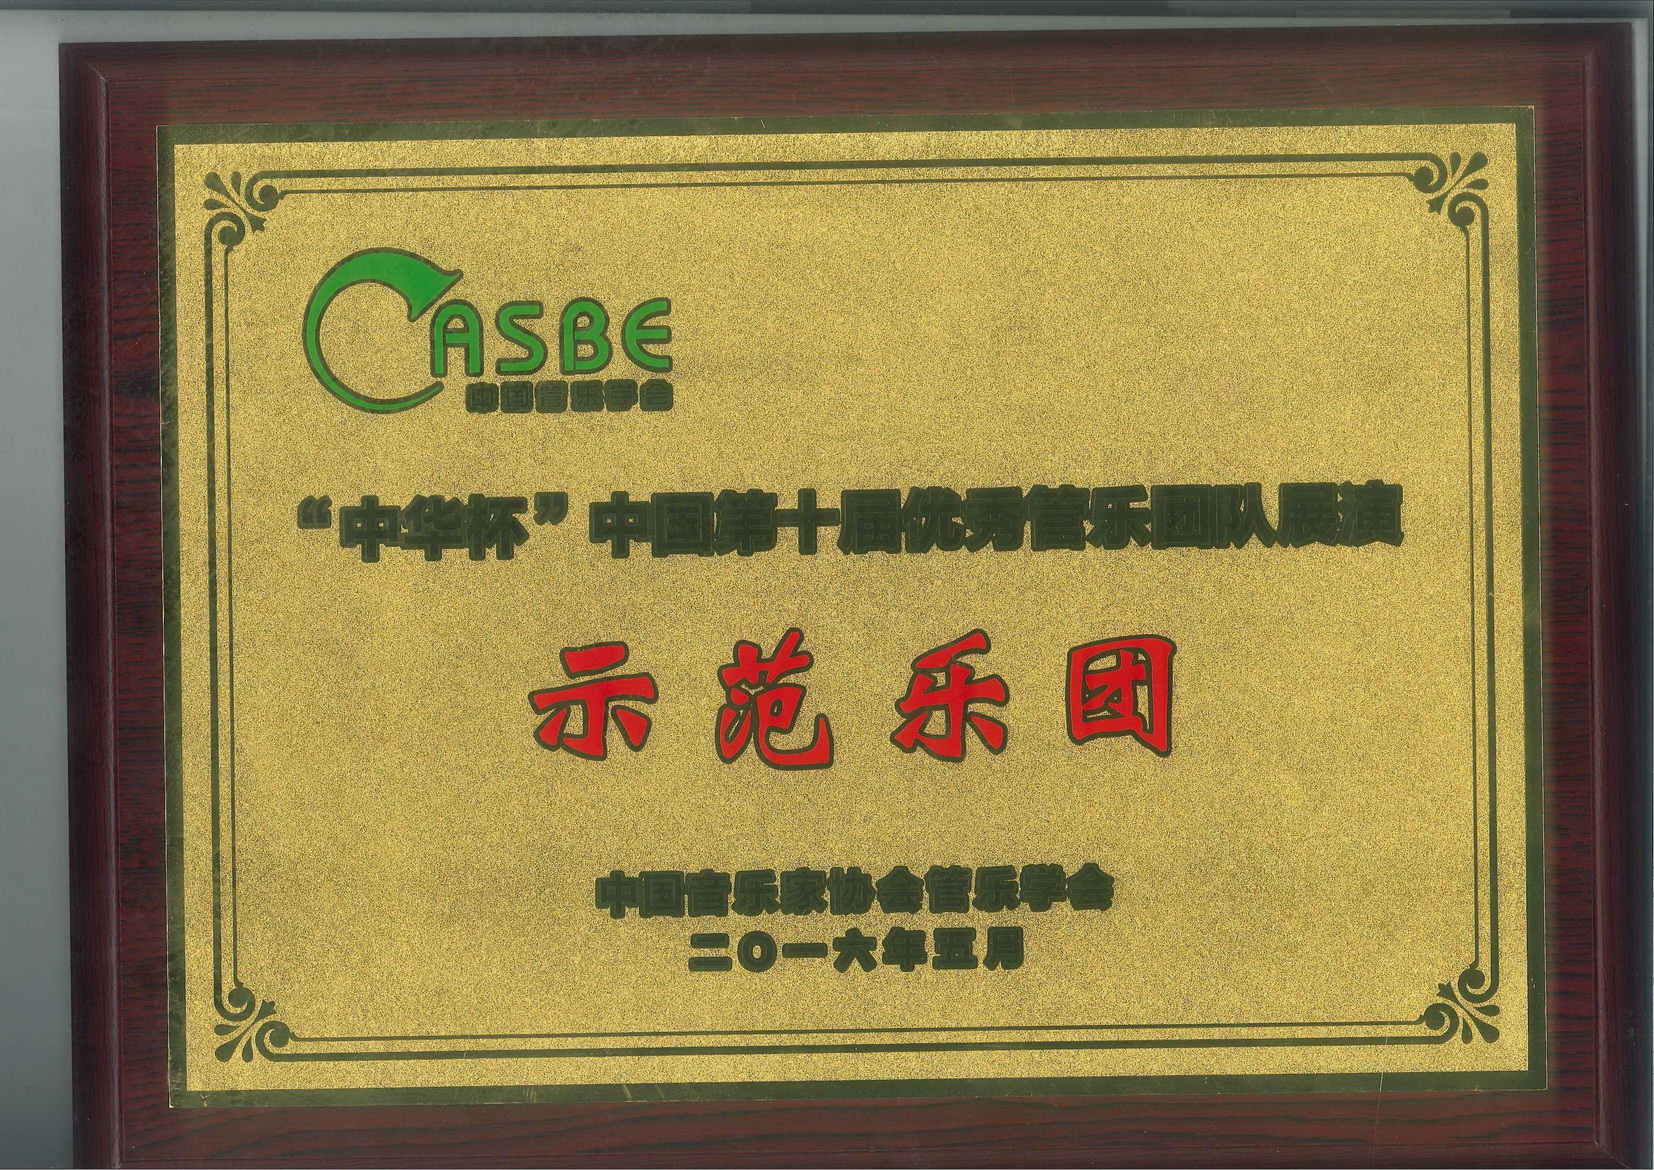 CASBE
中国管乐学会
“中华杯”中国第十届优秀管乐团队展演
示范乐团
中国音乐家协会管乐学会
二〇一六年五月